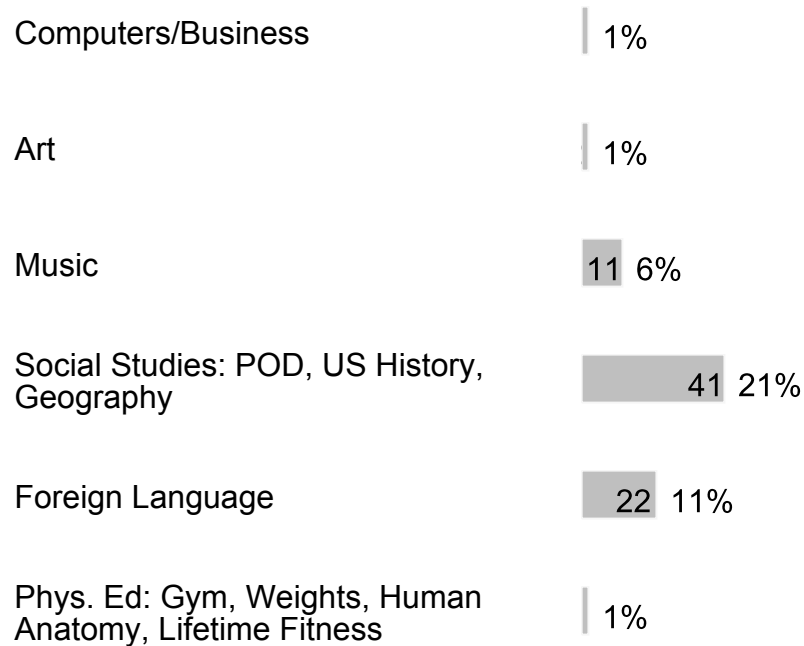 Computers/Business 1%
Art 1%
Music 11 6%
Social Studies: POD, US History,
Geography 41 21%
Foreign Language 22 11%
Phys. Ed: Gym, Weights, Human
Anatomy, Lifetime Fitness 1%